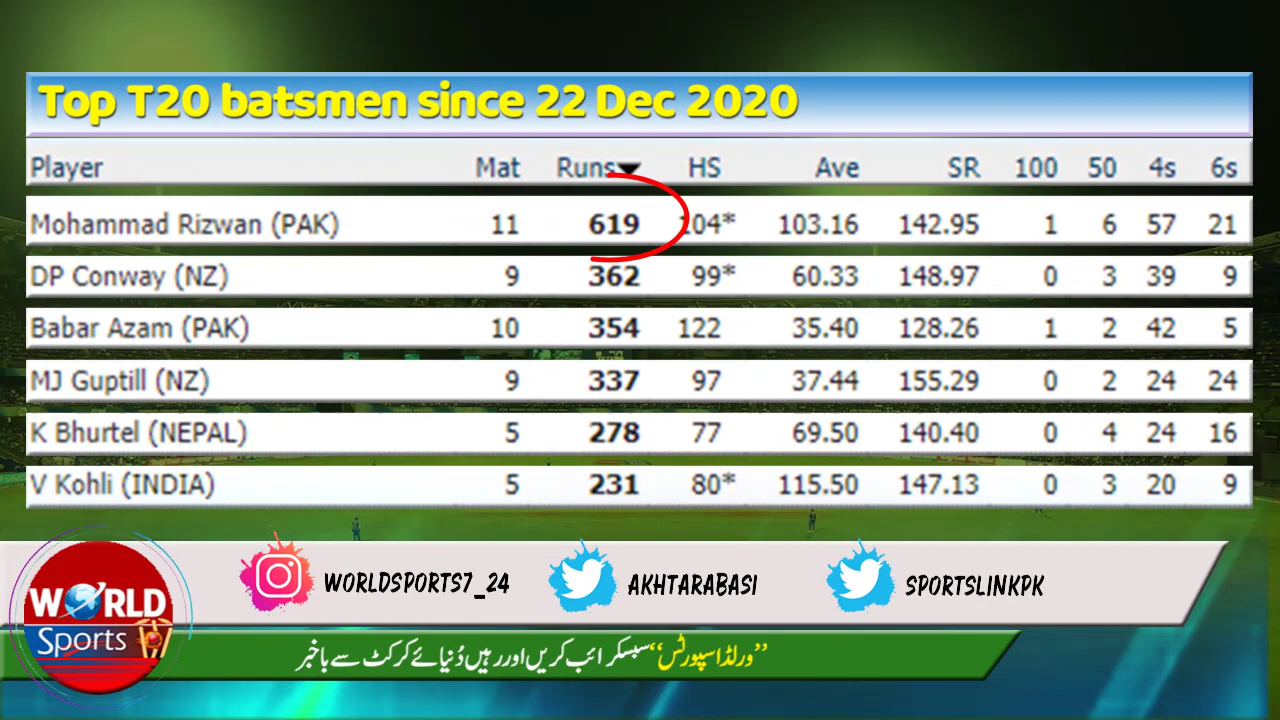 Top T20 batsmen since 22 Dec 2020
Player Mat Runs HS Ave SR 100 50 4s 6s
Mohammad Rizwan (PAK) 11 619 104* 103.16 142.95 1 6 57 21
DP Conway (NZ) 9 362 99* 60.33 148.97 0 3 39 9
Babar Azam (PAK) 10 354 122 35.40 128.26 1 2 42 5
MJ Guptill (NZ) 9 337 97 37.44 155.29 0 2 24 24
K Bhurtel (NEPAL) 5 278 77 69.50 140.40 0 4 24 16
V Kohli (INDIA) 5 231 80* 115.50 147.13 0 3 20 9
WORLDSPORTS7_24 AKHTARABASI SPORTSLINKPK
WORLD
Sports
”ورلڈ اسپورٹس“ سبسکرائب کریں اور رہیں دُنیائے کرکٹ سے باخبر